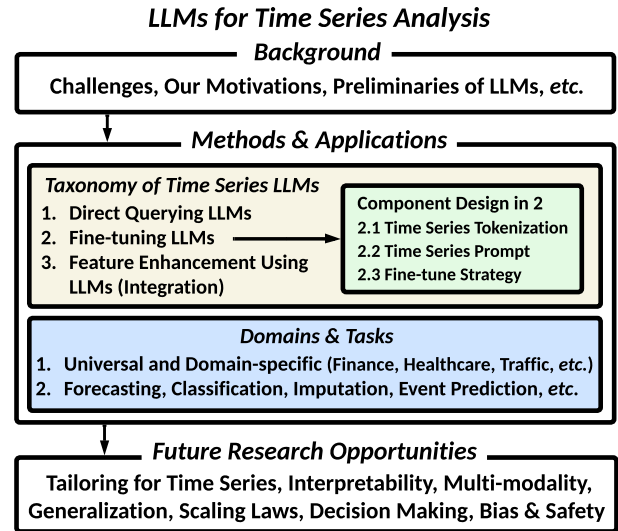 LLMs for Time Series Analysis
Background
Challenges, Our Motivations, Preliminaries of LLMs, etc.
Methods & Applications
Taxonomy of Time Series LLMs
1. Direct Querying LLMs
2. Fine-tuning LLMs
3. Feature Enhancement Using
LLMs (Integration)
Component Design in 2
2.1 Time Series Tokenization
2.2 Time Series Prompt
2.3 Fine-tune Strategy
Domains & Tasks
1. Universal and Domain-specific (Finance, Healthcare, Traffic, etc.)
2. Forecasting, Classification, Imputation, Event Prediction, etc.
Future Research Opportunities
Tailoring for Time Series, Interpretability, Multi-modality,
Generalization, Scaling Laws, Decision Making, Bias & Safety